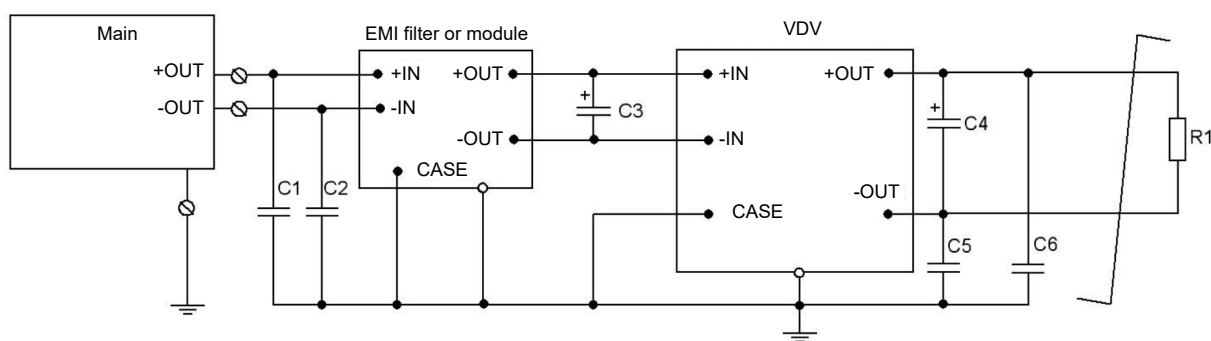 Main
EMI filter or module
VDV
+OUT
-OUT
+IN
-IN
+OUT
-OUT
CASE
+
C3
+IN
-IN
CASE
+OUT
-OUT
+
C4
R1
C1
C2
C5
C6